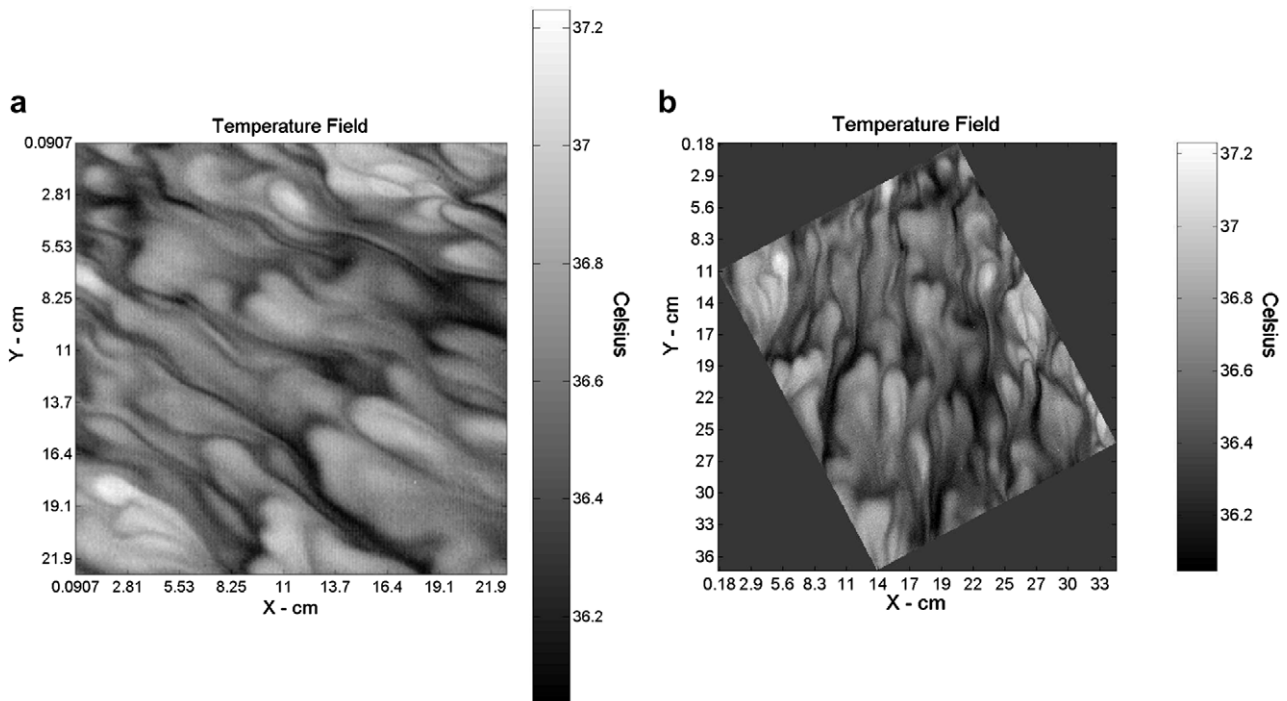 a
Temperature Field
0.0907
2.81
5.53
8.25
11
13.7
16.4
19.1
21.9
Y - cm
0.0907 2.81 5.53 8.25 11 13.7 16.4 19.1 21.9
X - cm
37.2
37
36.8
36.6
36.4
36.2
Celsius
b
Temperature Field
0.18
2.9
5.6
8.3
11
14
17
19
22
25
27
30
33
36
Y - cm
0.18 2.9 5.6 8.3 11 14 17 19 22 25 27 30 33
X - cm
37.2
37
36.8
36.6
36.4
36.2
Celsius